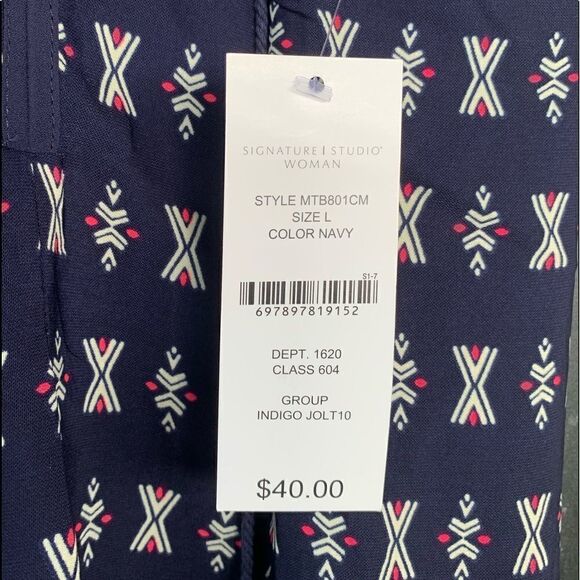 SIGNATURE | STUDIO®
WOMAN
STYLE MTB801CM
SIZE L
COLOR NAVY
S1-7
697897819152
DEPT. 1620
CLASS 604
GROUP
INDIGO JOLT10
$40.00